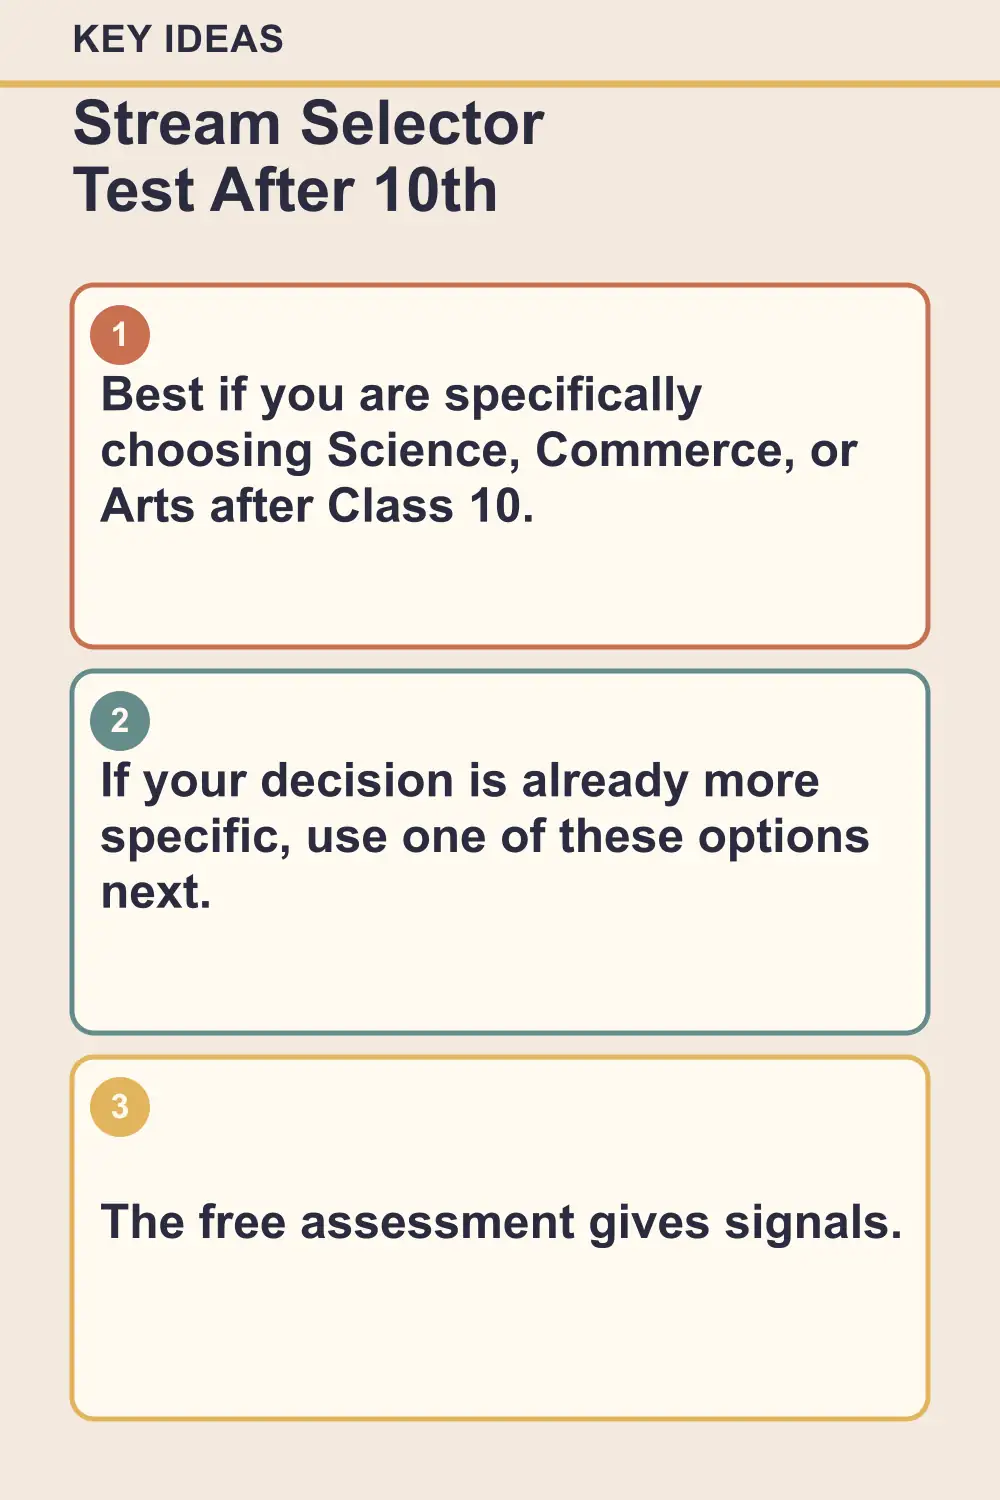 KEY IDEAS
Stream Selector
Test After 10th
1
Best if you are specifically
choosing Science, Commerce, or
Arts after Class 10.
2
If your decision is already more
specific, use one of these options
next.
3
The free assessment gives signals.